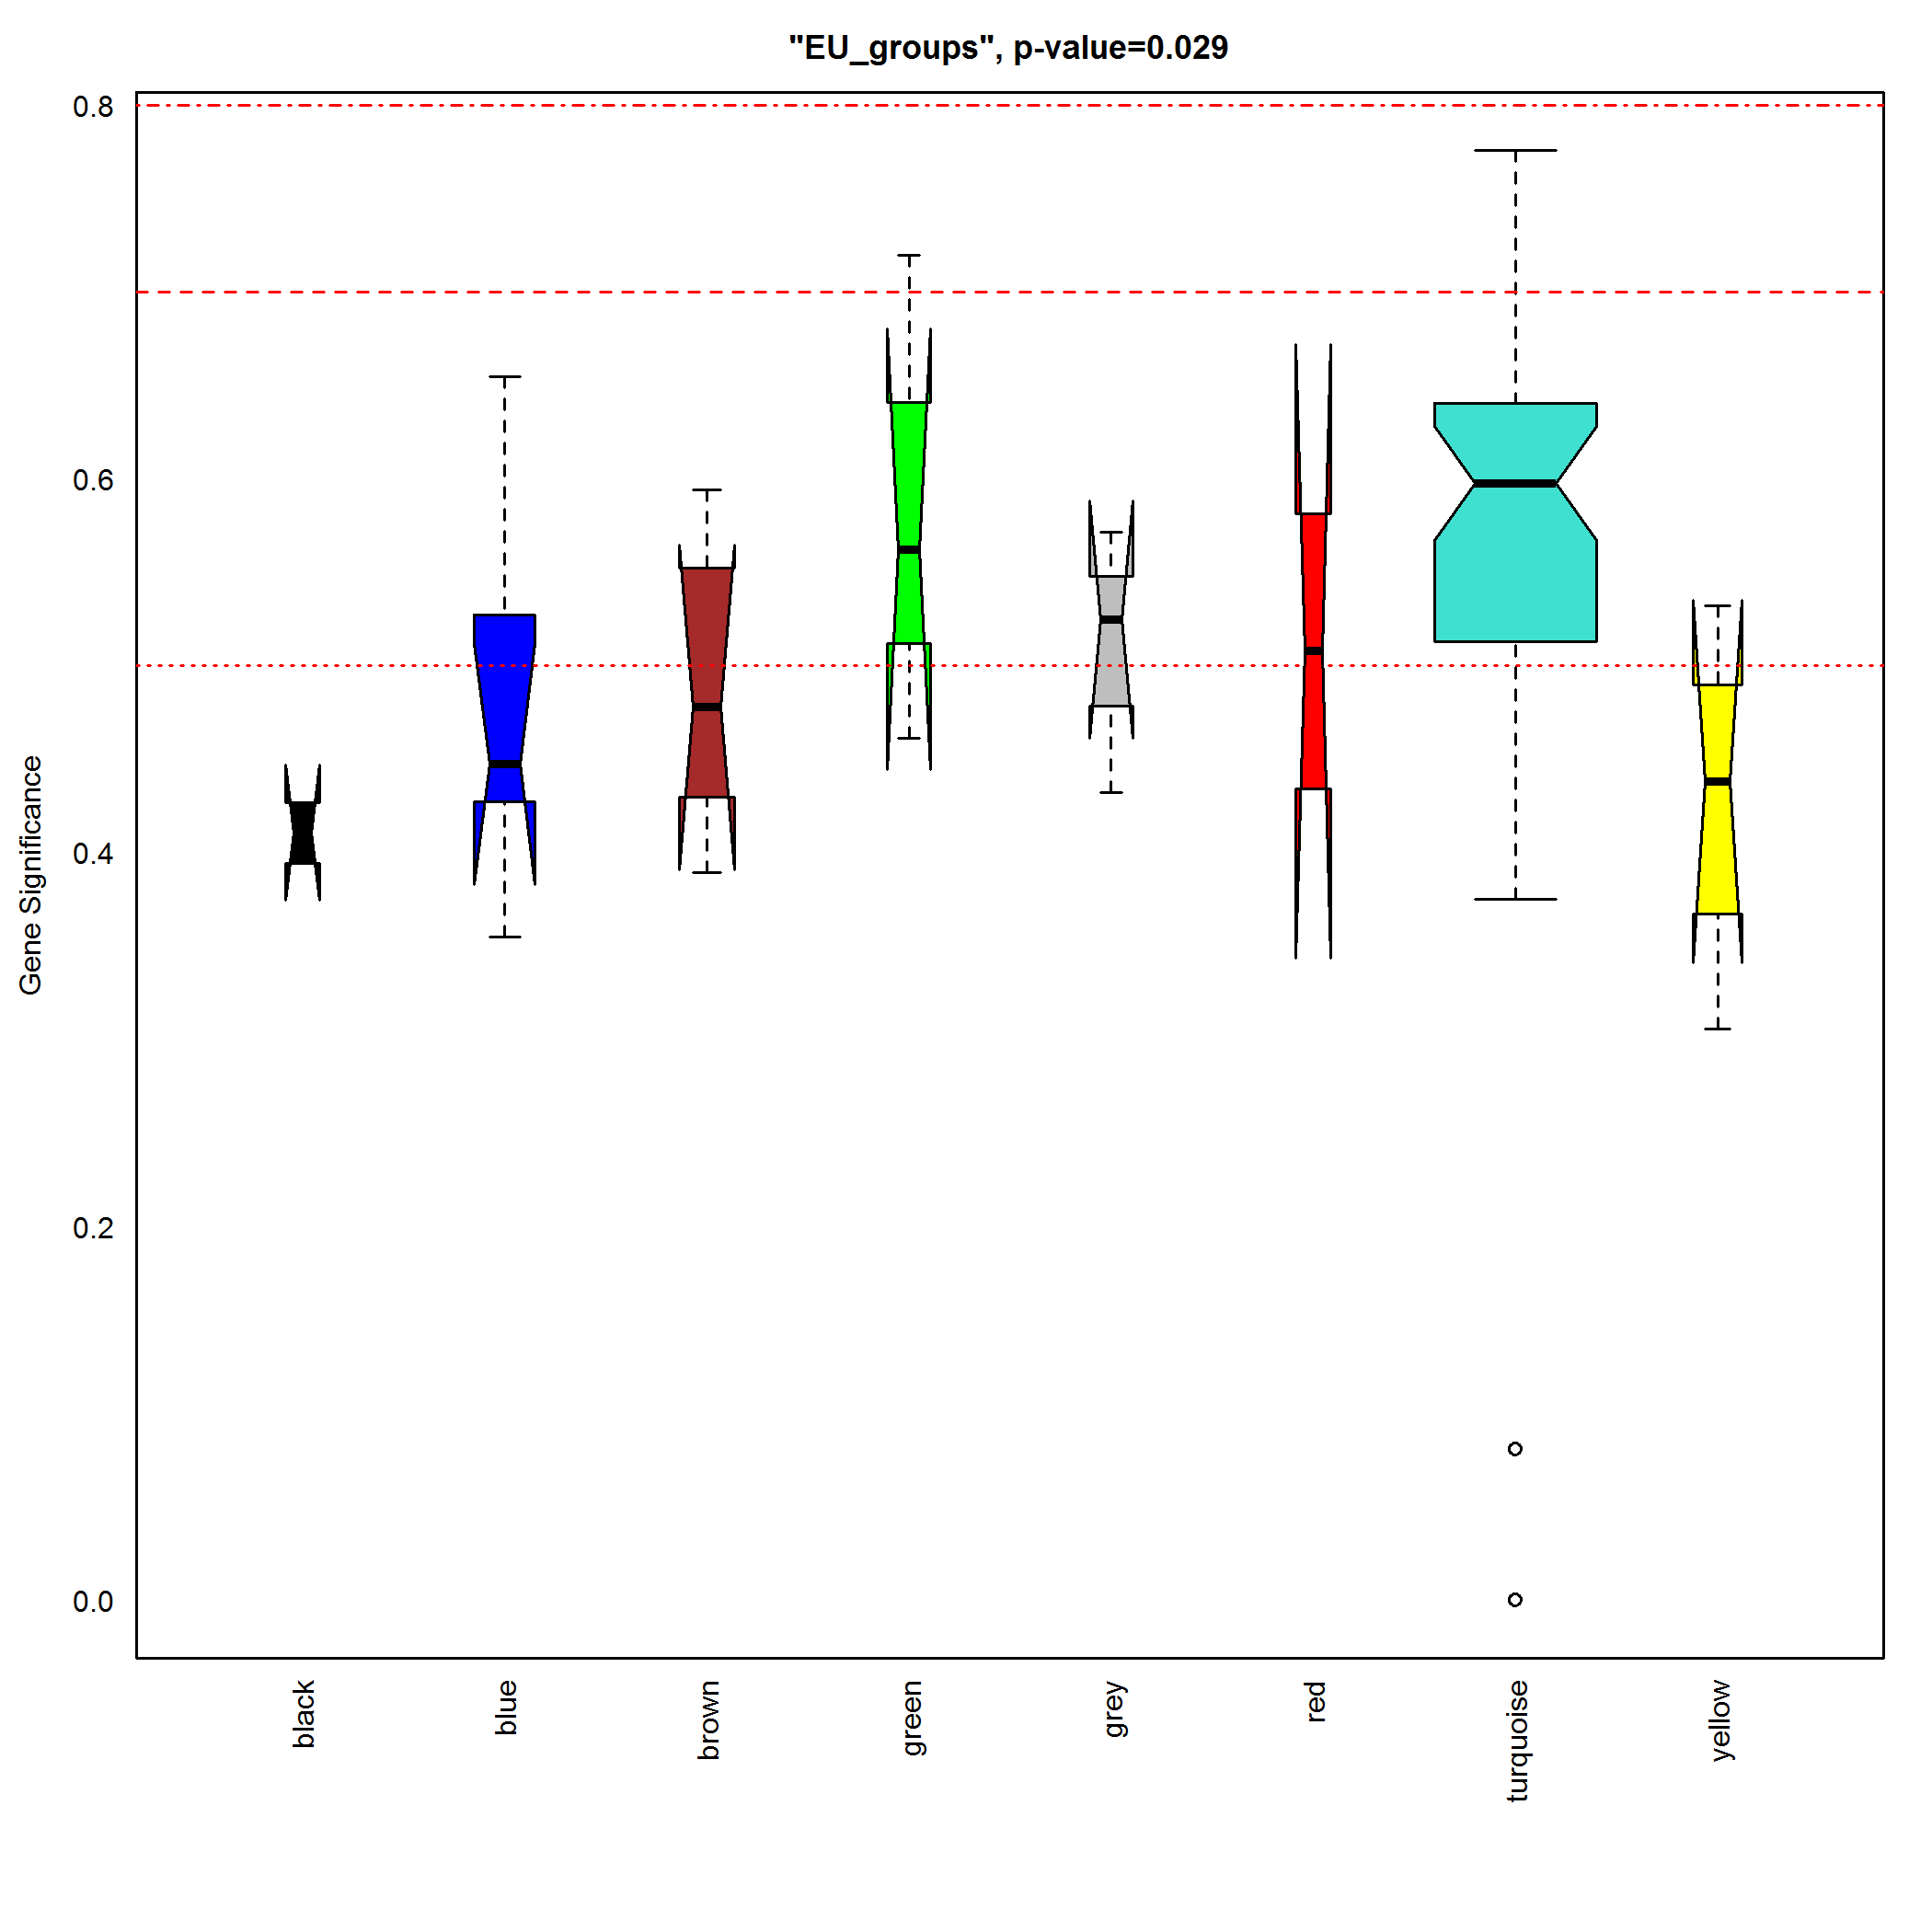 "EU_groups", p-value=0.029
Gene Significance
0.8
0.6
0.4
0.2
0.0
black
blue
brown
green
grey
red
turquoise
yellow